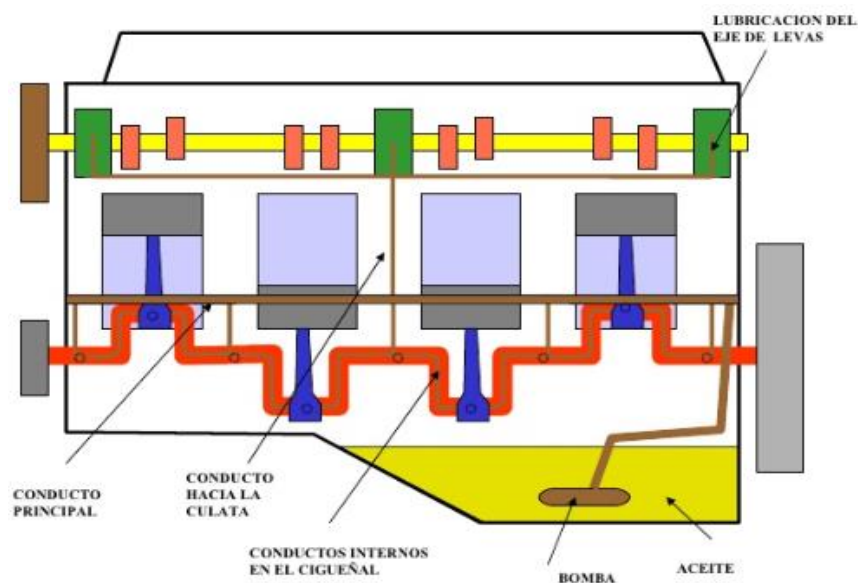 LUBRICACION DEL
EJE DE LEVAS
CONDUCTO
PRINCIPAL
CONDUCTO
HACIA LA
CULATA
CONDUCTOS INTERNOS
EN EL CIGUEÑAL
BOMBA
ACEITE